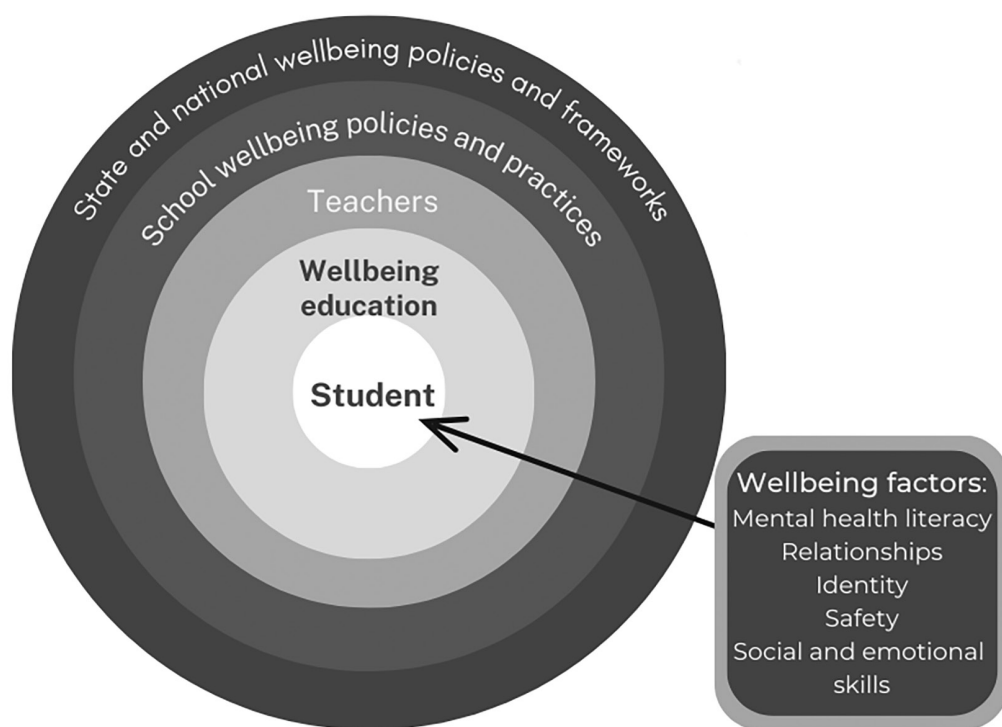 State and national wellbeing policies and frameworks
School wellbeing policies and practices
Teachers
Wellbeing
education
Student
Wellbeing factors:
Mental health literacy
Relationships
Identity
Safety
Social and emotional
skills